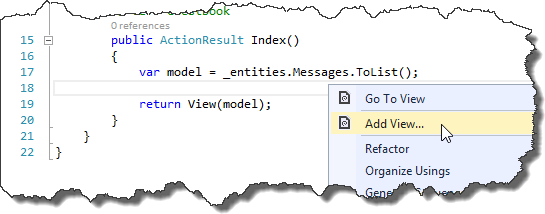 0 references
15 public ActionResult Index()
16 {
17 var model = _entities.Messages.ToList();
18
19 return View(model);
20 }
21 }
22 }
Go To View
Add View...
Refactor
Organize Usings